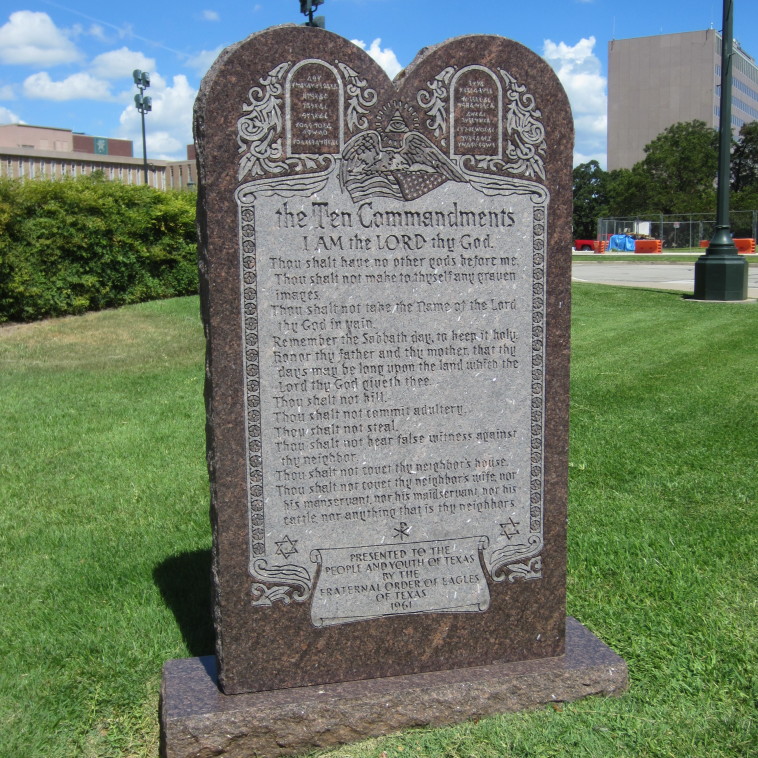 the Ten Commandments
I AM the LORD thy God.
Thou shalt have no other gods before me.
Thou shalt not make to thyself any graven
images.
Thou shalt not take the Name of the Lord
thy God in vain.
Remember the Sabbath day, to keep it holy.
Honor thy father and thy mother, that thy
days may be long upon the land which the
Lord thy God giveth thee.
Thou shalt not kill.
Thou shalt not commit adultery.
Thou shalt not steal.
Thou shalt not bear false witness against
thy neighbor.
Thou shalt not covet thy neighbor's house.
Thou shalt not covet thy neighbor's wife, nor
his manservant, nor his maidservant, nor his
cattle, nor anything that is thy neighbor's.
PRESENTED TO THE
PEOPLE AND YOUTH OF TEXAS
BY THE
FRATERNAL ORDER OF EAGLES
OF TEXAS
1961